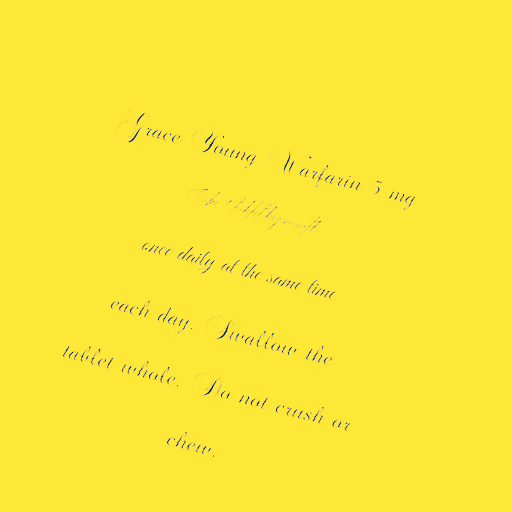 Grace Young Warfarin 5 mg
once daily at the same time
each day. Swallow the
tablet whole. Do not crush or
chew.